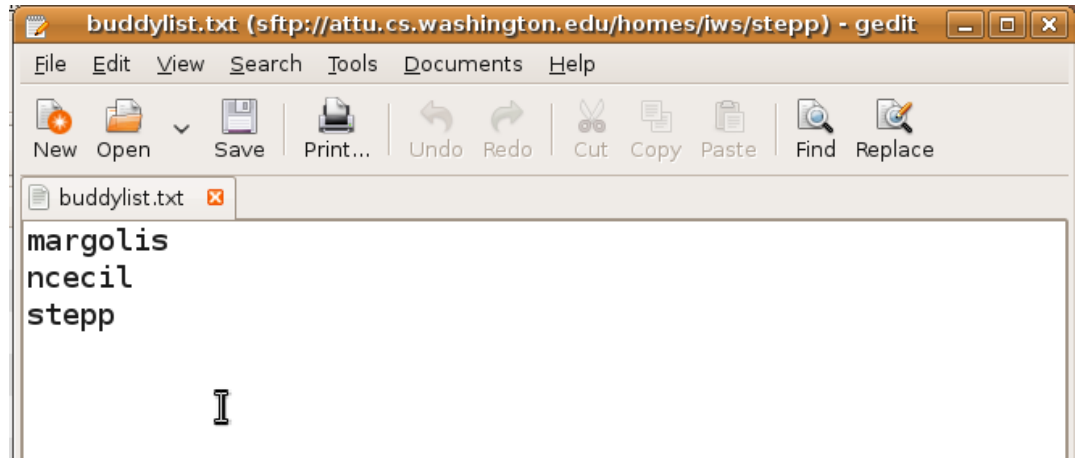 buddylist.txt (sftp://attu.cs.washington.edu/homes/iws/stepp) - gedit
File Edit View Search Tools Documents Help
New Open Save Print... Undo Redo Cut Copy Paste Find Replace
buddylist.txt
margolis
ncecil
stepp